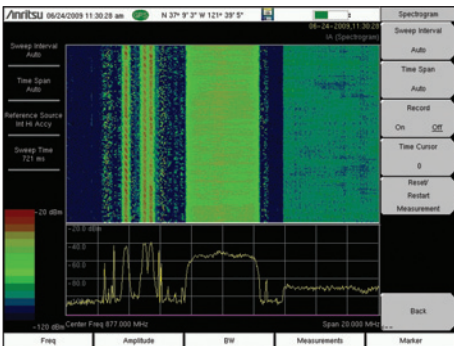 Anritsu 06/24/2009 11:30:28 am
GPS
N 37° 9' 3" W 121° 39' 5"
Spectrogram
06-24-2009,11:30:28
IA (Spectrogram)
Sweep Interval
Auto
Time Span
Auto
Reference Source
Int Hi Accy
Sweep Time
721 ms
Sweep Interval
Auto
Time Span
Auto
Record
On Off
Time Cursor
0
Reset/
Restart
Measurement
Back
-20 dBm
-120 dBm
-20.0 dBm
-40.0
-60.0
-80.0
Center Freq 877.000 MHz
Span 20.000 MHz
Freq
Amplitude
BW
Measurements
Marker